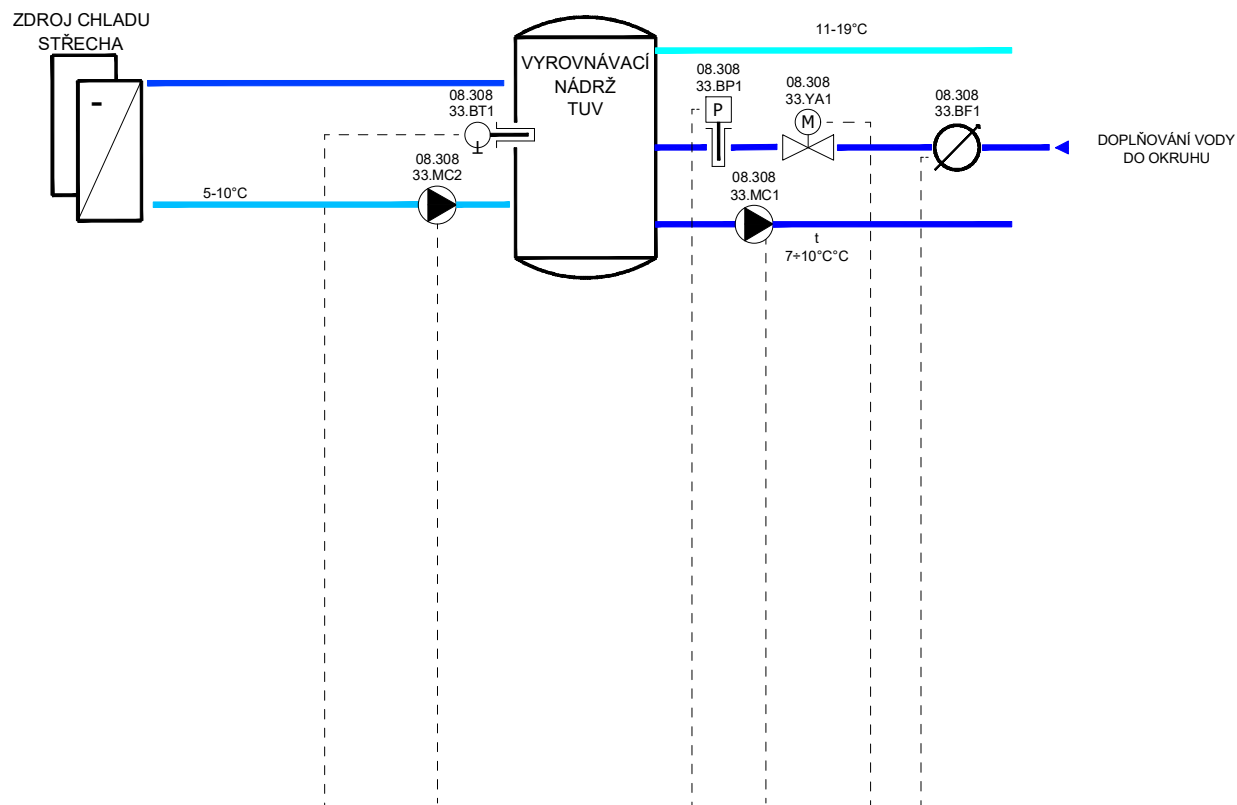 ZDROJ CHLADU
STŘECHA
VYROVNÁVACÍ
NÁDRŽ
TUV
11-19°C
08.308
33.BT1
08.308
33.BP1
P
08.308
33.YA1
M
08.308
33.BF1
DOPLŇOVÁNÍ VODY
DO OKRUHU
5-10°C
08.308
33.MC2
08.308
33.MC1
t
7÷10°C°C